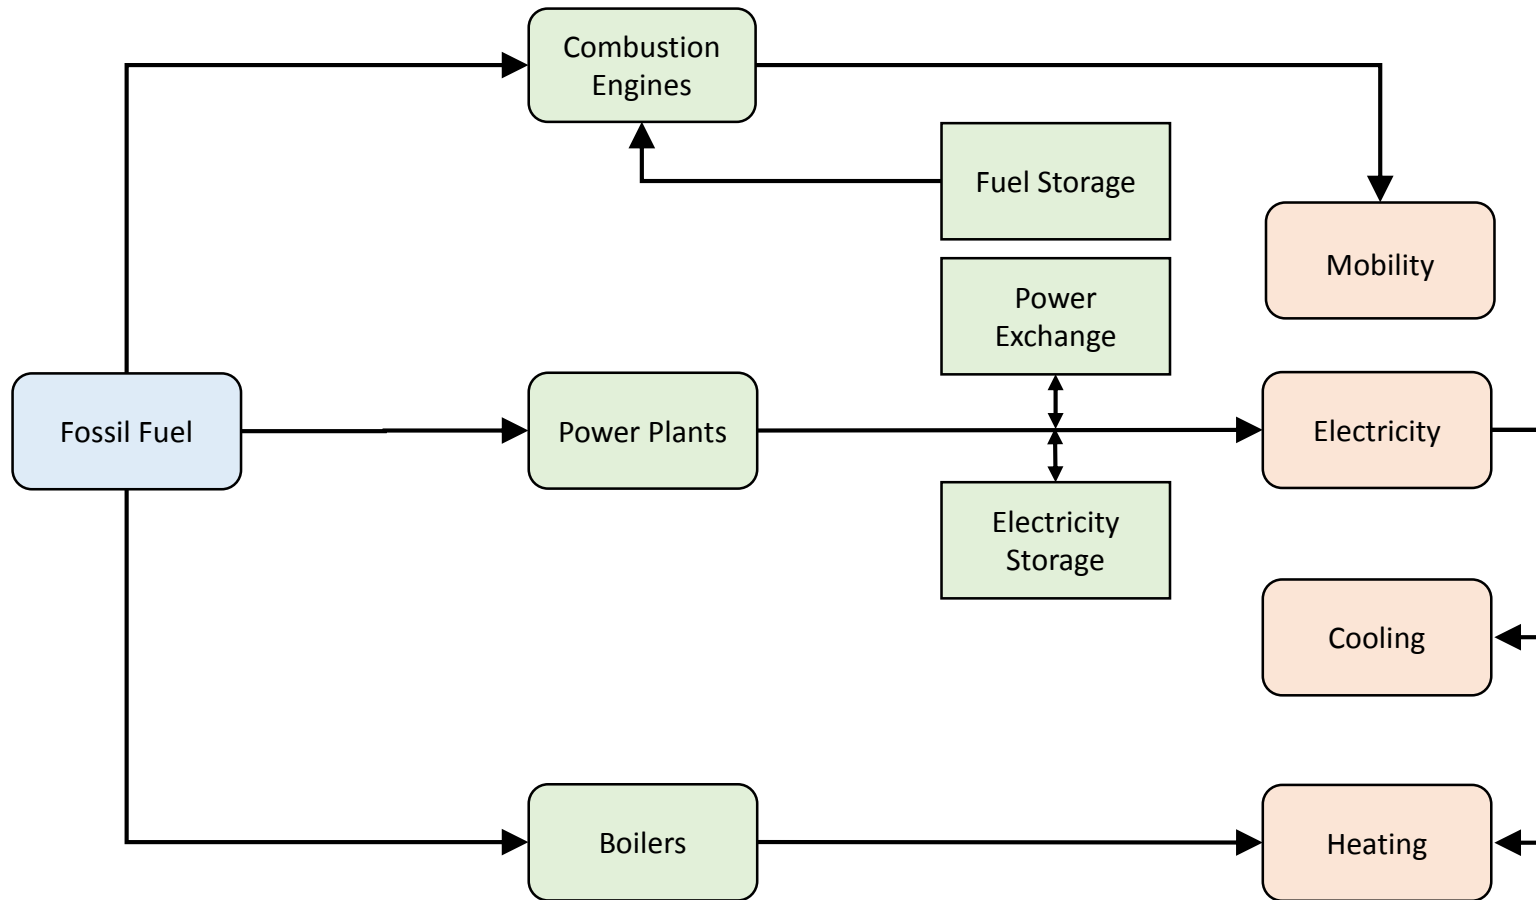 Combustion
Engines
Fuel Storage
Mobility
Power
Exchange
Fossil Fuel
Power Plants
Electricity
Electricity
Storage
Cooling
Boilers
Heating